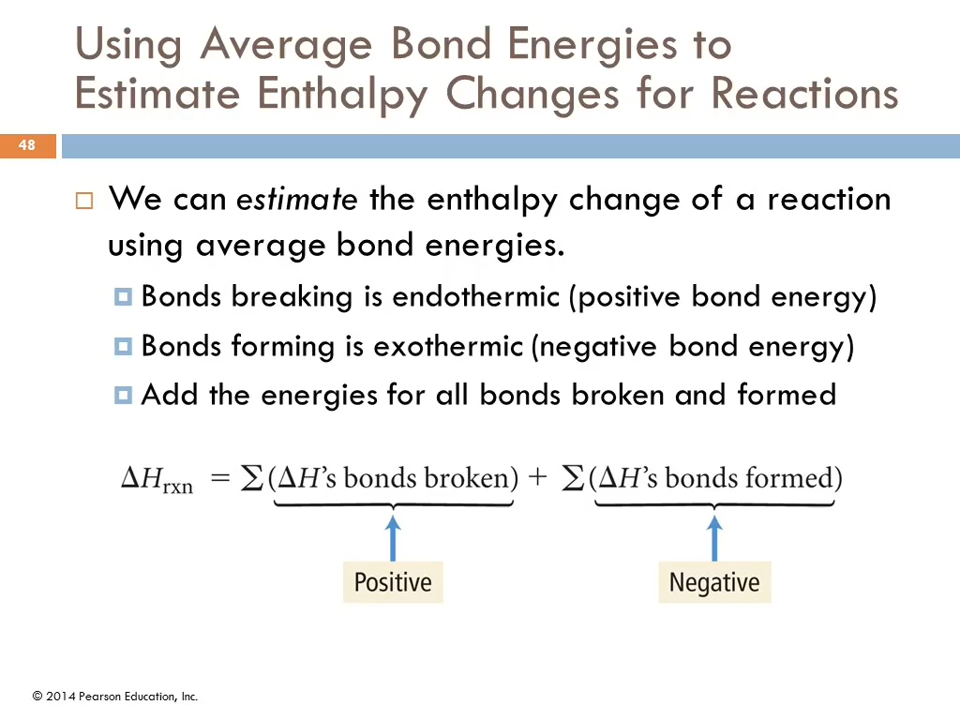 Using Average Bond Energies to
Estimate Enthalpy Changes for Reactions
48
We can estimate the enthalpy change of a reaction
using average bond energies.
Bonds breaking is endothermic (positive bond energy)
Bonds forming is exothermic (negative bond energy)
Add the energies for all bonds broken and formed
ΔHrxn = Σ(ΔH's bonds broken) + Σ(ΔH's bonds formed)
Positive Negative
© 2014 Pearson Education, Inc.